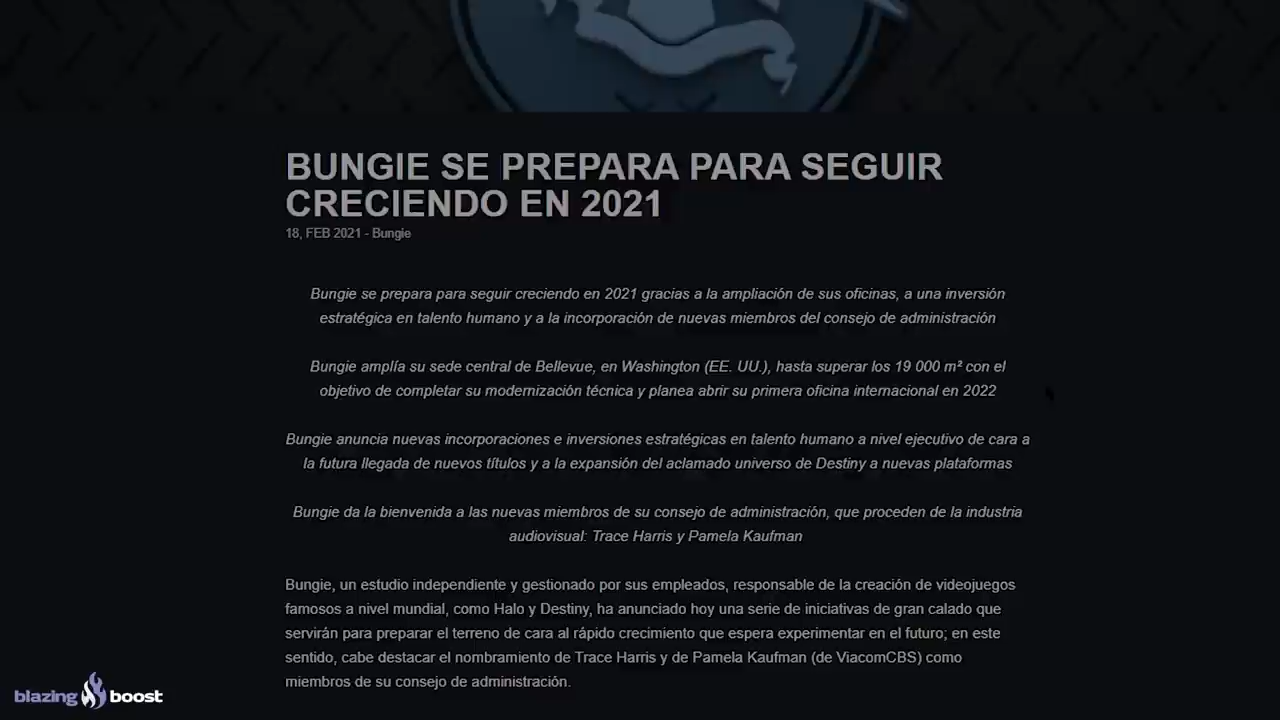 BUNGIE SE PREPARA PARA SEGUIR
CRECIENDO EN 2021
18, FEB 2021 - Bungie
Bungie se prepara para seguir creciendo en 2021 gracias a la ampliación de sus oficinas, a una inversión
estratégica en talento humano y a la incorporación de nuevas miembros del consejo de administración
Bungie amplía su sede central de Bellevue, en Washington (EE. UU.), hasta superar los 19 000 m² con el
objetivo de completar su modernización técnica y planea abrir su primera oficina internacional en 2022
Bungie anuncia nuevas incorporaciones e inversiones estratégicas en talento humano a nivel ejecutivo de cara a
la futura llegada de nuevos títulos y a la expansión del aclamado universo de Destiny a nuevas plataformas
Bungie da la bienvenida a las nuevas miembros de su consejo de administración, que proceden de la industria
audiovisual: Trace Harris y Pamela Kaufman
Bungie, un estudio independiente y gestionado por sus empleados, responsable de la creación de videojuegos
famosos a nivel mundial, como Halo y Destiny, ha anunciado hoy una serie de iniciativas de gran calado que
servirán para preparar el terreno de cara al rápido crecimiento que espera experimentar en el futuro; en este
sentido, cabe destacar el nombramiento de Trace Harris y de Pamela Kaufman (de ViacomCBS) como
miembros de su consejo de administración.
blazing boost